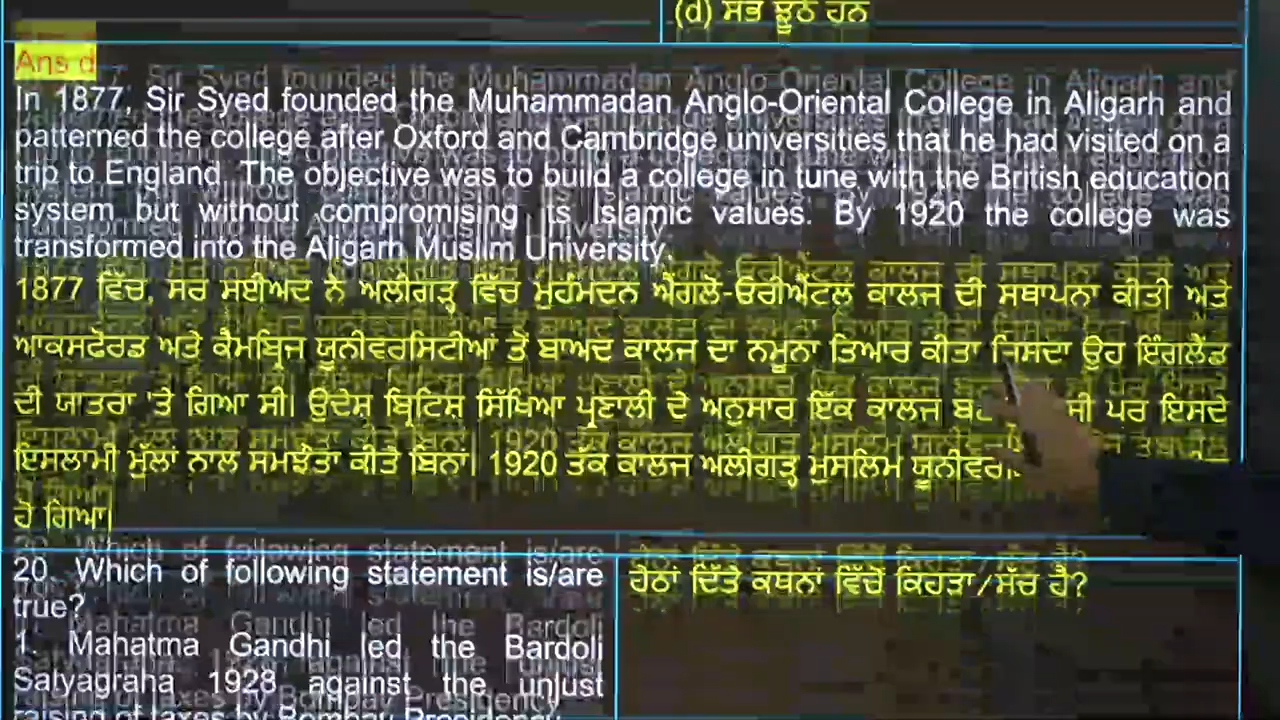 (d) ਸਭ ਝੂਠ ਹਨ
Ans d
In 1877, Sir Syed founded the Muhammadan Anglo-Oriental College in Aligarh and
patterned the college after Oxford and Cambridge universities that he had visited on a
trip to England. The objective was to build a college in tune with the British education
system but without compromising its Islamic values. By 1920 the college was
transformed into the Aligarh Muslim University.
1877 ਵਿੱਚ, ਸਰ ਸਈਅਦ ਨੇ ਅਲੀਗੜ੍ਹ ਵਿੱਚ ਮੁਹੰਮਦਨ ਐਂਗਲੋ-ਓਰੀਐਂਟਲ ਕਾਲਜ ਦੀ ਸਥਾਪਨਾ ਕੀਤੀ ਅਤੇ
ਆਕਸਫੋਰਡ ਅਤੇ ਕੈਮਬ੍ਰਿਜ ਯੂਨੀਵਰਸਿਟੀਆਂ ਤੋਂ ਬਾਅਦ ਕਾਲਜ ਦਾ ਨਮੂਨਾ ਤਿਆਰ ਕੀਤਾ ਜਿਸਦਾ ਉਹ ਇੰਗਲੈਂਡ
ਦੀ ਯਾਤਰਾ 'ਤੇ ਗਿਆ ਸੀ। ਉਦੇਸ਼ ਬ੍ਰਿਟਿਸ਼ ਸਿੱਖਿਆ ਪ੍ਰਣਾਲੀ ਦੇ ਅਨੁਸਾਰ ਇੱਕ ਕਾਲਜ ਸੀ ਪਰ ਇਸਦੇ
ਇਸਲਾਮੀ ਮੁੱਲਾਂ ਨਾਲ ਸਮਝੌਤਾ ਕੀਤੇ ਬਿਨਾਂ। 1920 ਤੱਕ ਕਾਲਜ ਅਲੀਗੜ੍ਹ ਮੁਸਲਿਮ
ਹੋ ਗਿਆ।
20. Which of following statement is/are
true?
1. Mahatma Gandhi led the Bardoli
Satyagraha 1928 against the unjust
raising of taxes by Bombay Presidency
ਹੇਠਾਂ ਦਿੱਤੇ ਕਥਨਾਂ ਵਿੱਚੋਂ ਕਿਹੜਾ/ਸੱਚ ਹੈ?